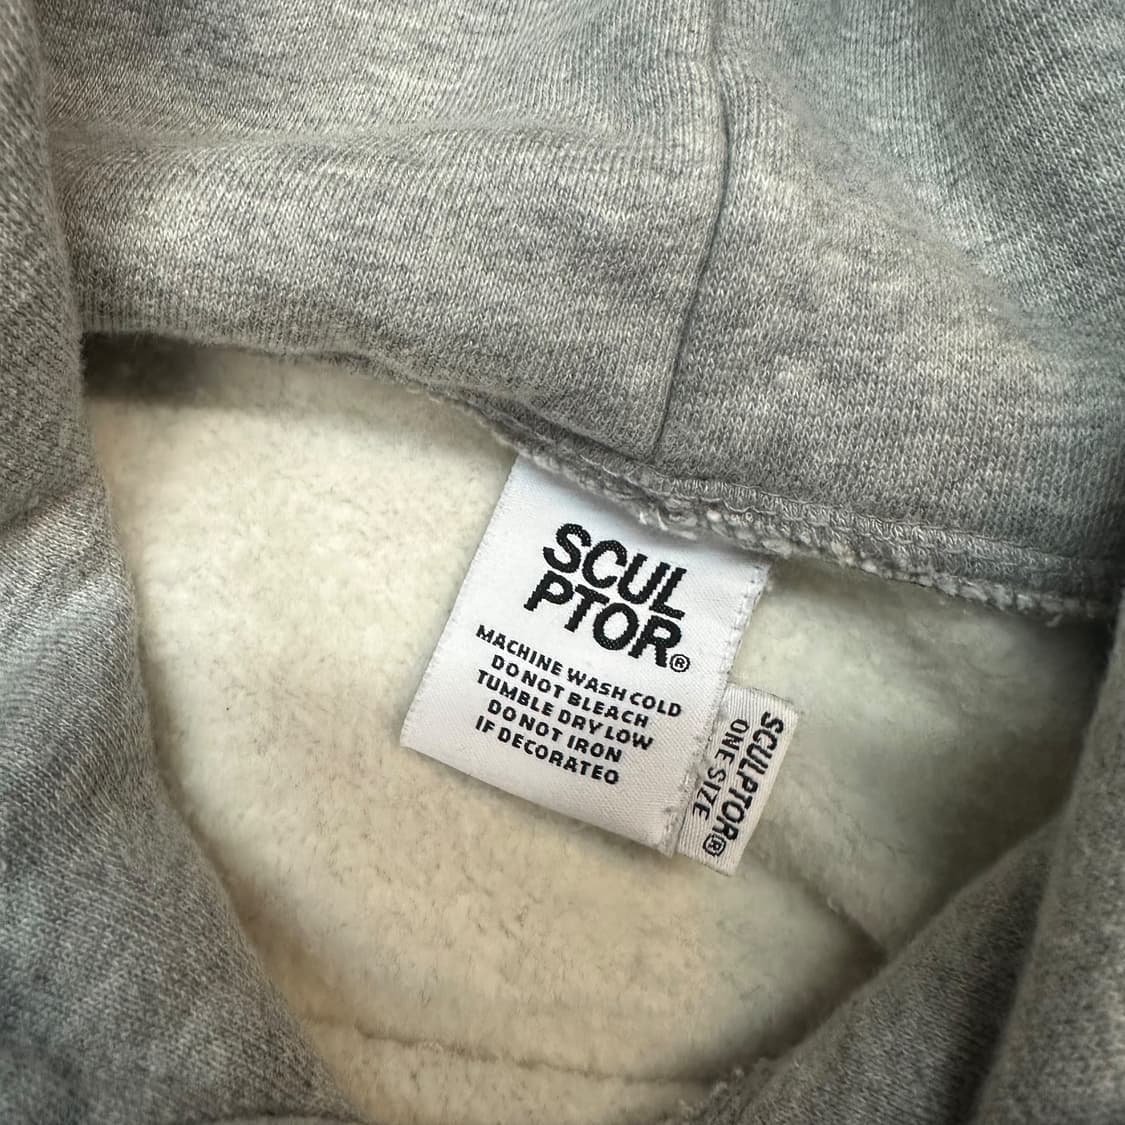 SCUL
PTOR®
MACHINE WASH COLD
DO NOT BLEACH
TUMBLE DRY LOW
DO NOT IRON
IF DECORATED
SCULPTOR®
ONE SIZE